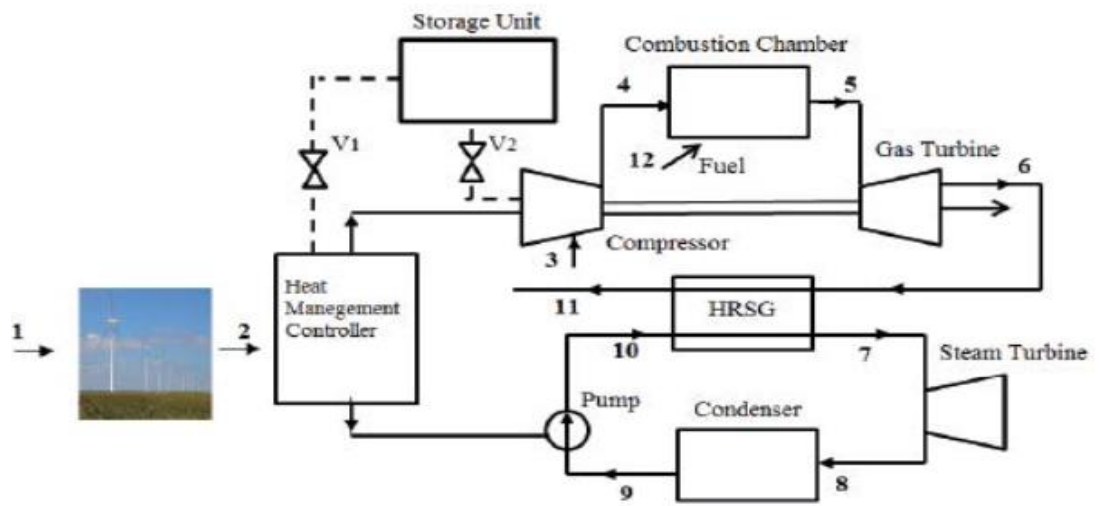 Storage Unit
Combustion Chamber
4
5
V1
V2
12
Fuel
Gas Turbine
6
Compressor
3
Heat
Manegement
Controller
HRSG
11
1
2
10
7
Steam Turbine
Pump
Condenser
9
8